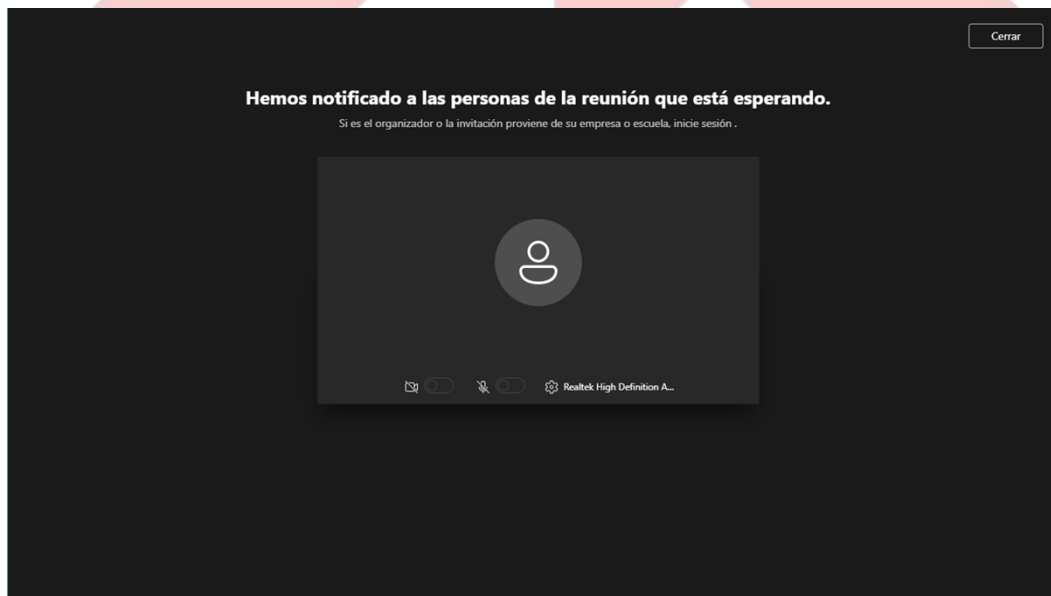 Cerrar
Hemos notificado a las personas de la reunión que está esperando.
Si es el organizador o la invitación proviene de su empresa o escuela, inicie sesión .
Realtek High Definition A...